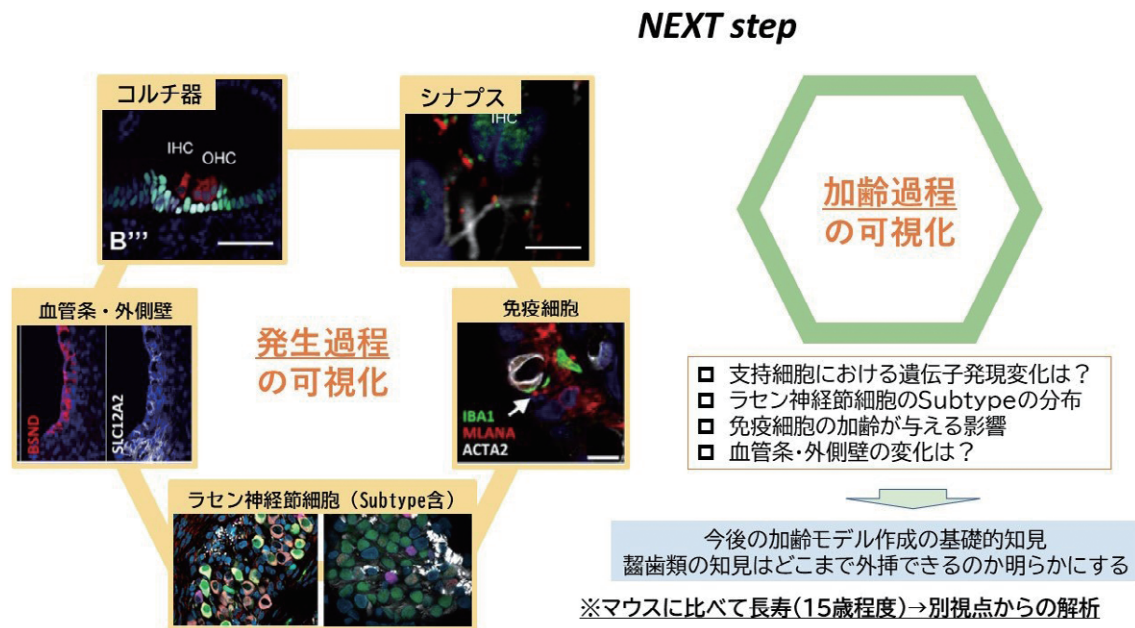 NEXT step
コルチ器
IHC
OHC
B'''
シナプス
IHC
血管条・外側壁
BSND
SLC12A2
発生過程
の可視化
免疫細胞
IBA1
MLANA
ACTA2
ラセン神経節細胞（Subtype含）
加齢過程
の可視化
支持細胞における遺伝子発現変化は？
ラセン神経節細胞のSubtypeの分布
免疫細胞の加齢が与える影響
血管条・外側壁の変化は？
今後の加齢モデル作成の基礎的知見
齧歯類の知見はどこまで外挿できるのか明らかにする
※マウスに比べて長寿（15歳程度）→別視点からの解析